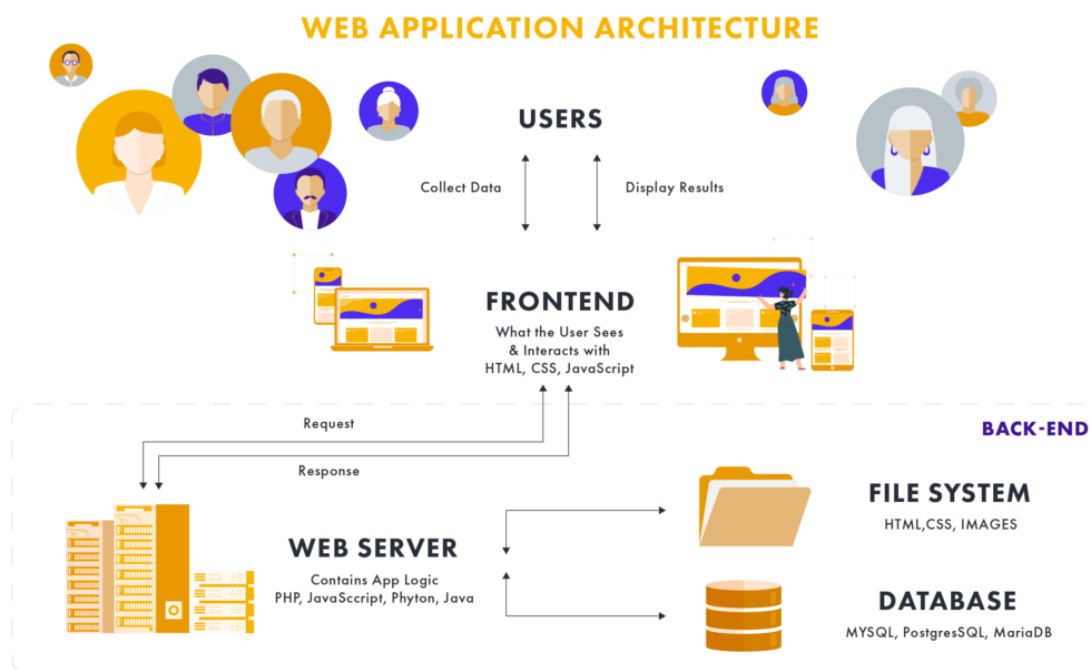 WEB APPLICATION ARCHITECTURE
USERS
Collect Data
Display Results
FRONTEND
What the User Sees
& Interacts with
HTML, CSS, JavaScript
Request
Response
BACK-END
WEB SERVER
Contains App Logic
PHP, JavaSccript, Phyton, Java
FILE SYSTEM
HTML,CSS, IMAGES
DATABASE
MYSQL, PostgresSQL, MariaDB